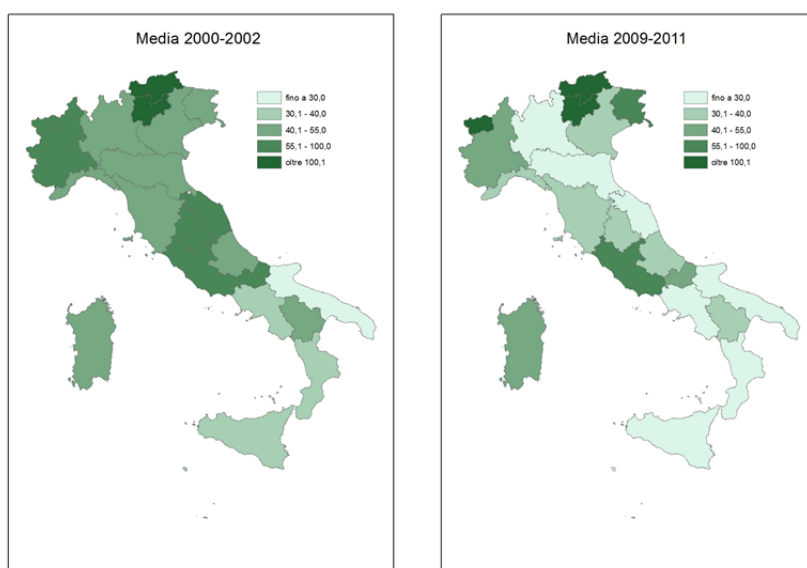 Media 2000-2002
fino a 30,0
30,1 - 40,0
40,1 - 55,0
55,1 - 100,0
oltre 100,1
Media 2009-2011
fino a 30,0
30,1 - 40,0
40,1 - 55,0
55,1 - 100,0
oltre 100,1